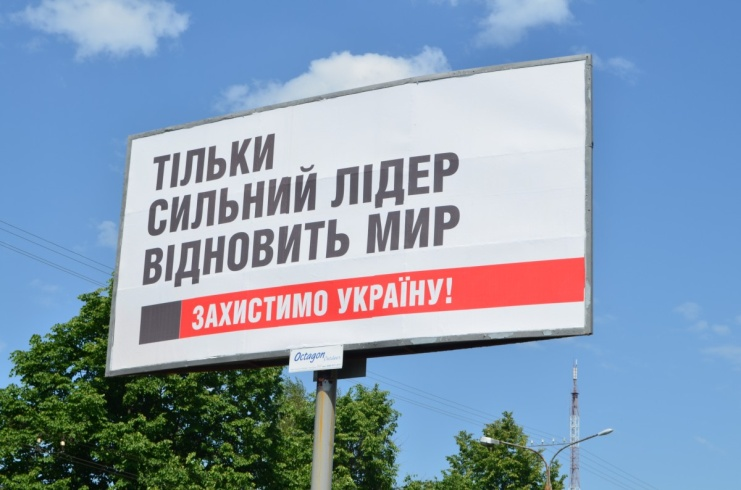 ТІЛЬКИ
СИЛЬНИЙ ЛІДЕР
ВІДНОВИТЬ МИР
ЗАХИСТИМО УКРАЇНУ!
Octagon